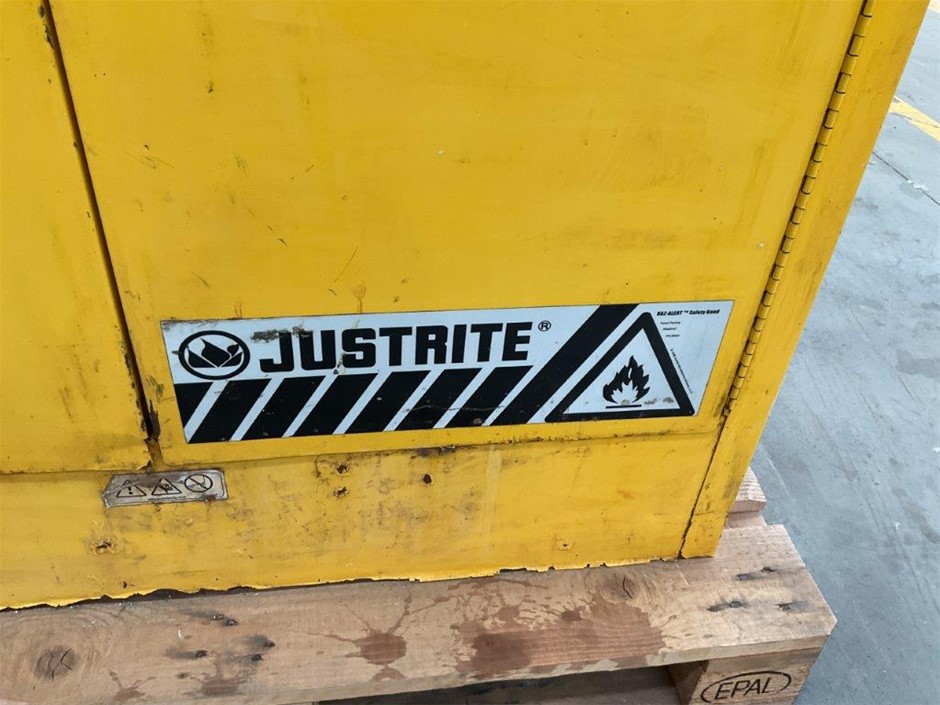 JUSTRITE®
HAZ-ALERT™ Safety Band
EPAL